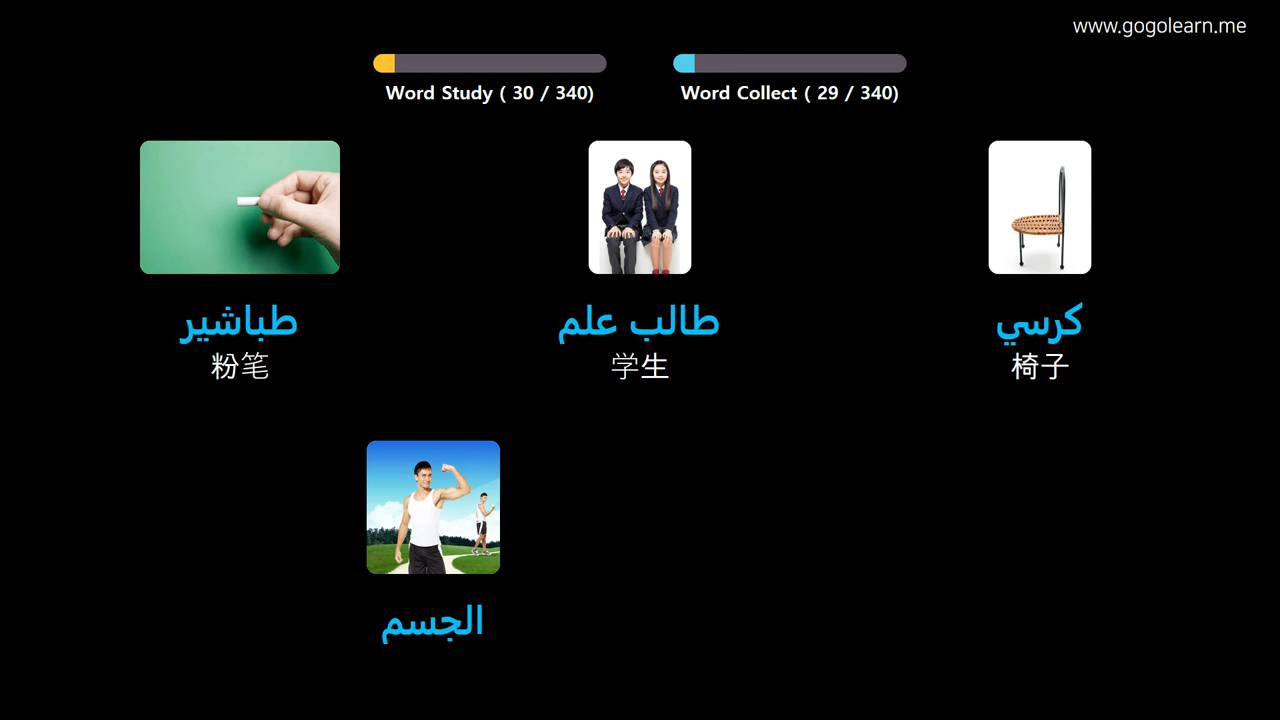 www.gogolearn.me
Word Study ( 30 / 340)
Word Collect ( 29 / 340)
طباشير
粉笔
طالب علم
学生
كرسي
椅子
الجسم